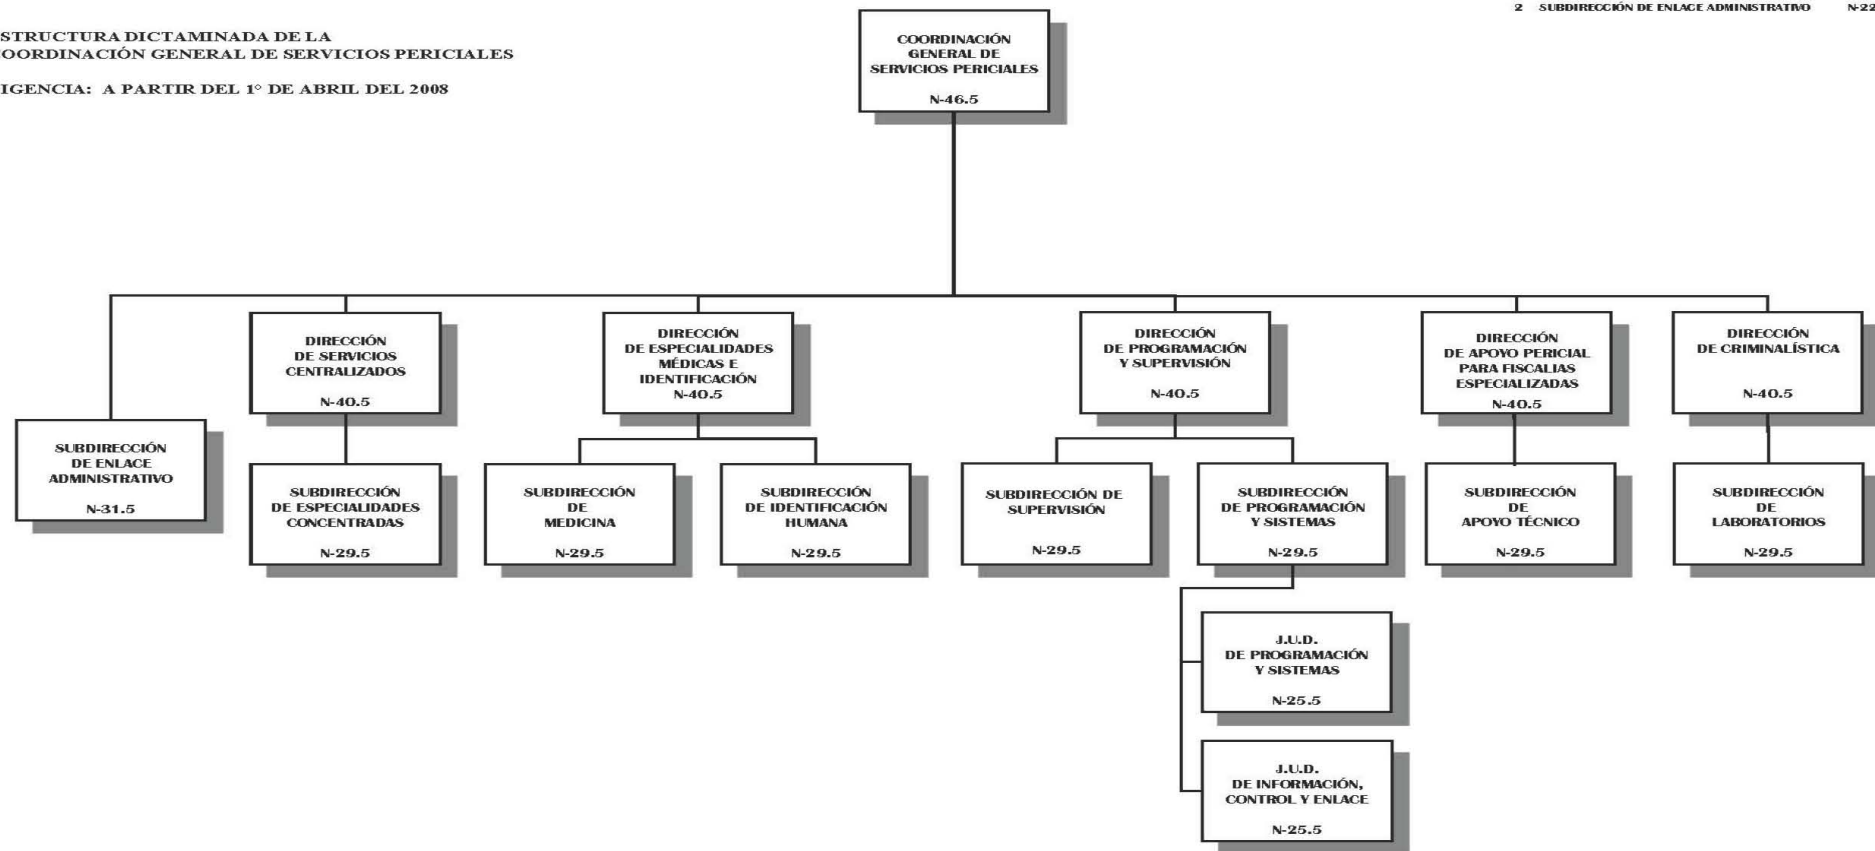 2 SUBDIRECCIÓN DE ENLACE ADMINISTRATIVO N-22
STRUCTURA DICTAMINADA DE LA
OORDINACIÓN GENERAL DE SERVICIOS PERICIALES
IGENCIA: A PARTIR DEL 1° DE ABRIL DEL 2008
COORDINACIÓN
GENERAL DE
SERVICIOS PERICIALES
N-46.5
SUBDIRECCIÓN
DE ENLACE
ADMINISTRATIVO
N-31.5
DIRECCIÓN
DE SERVICIOS
CENTRALIZADOS
N-40.5
DIRECCIÓN
DE ESPECIALIDADES
MÉDICAS E
IDENTIFICACIÓN
N-40.5
DIRECCIÓN
DE PROGRAMACIÓN
Y SUPERVISIÓN
N-40.5
DIRECCIÓN
DE APOYO PERICIAL
PARA FISCALIAS
ESPECIALIZADAS
N-40.5
DIRECCIÓN
DE CRIMINALÍSTICA
N-40.5
SUBDIRECCIÓN
DE ESPECIALIDADES
CONCENTRADAS
N-29.5
SUBDIRECCIÓN
DE
MEDICINA
N-29.5
SUBDIRECCIÓN
DE IDENTIFICACIÓN
HUMANA
N-29.5
SUBDIRECCIÓN DE
SUPERVISIÓN
N-29.5
SUBDIRECCIÓN
DE PROGRAMACIÓN
Y SISTEMAS
N-29.5
SUBDIRECCIÓN
DE
APOYO TÉCNICO
N-29.5
SUBDIRECCIÓN
DE
LABORATORIOS
N-29.5
J.U.D.
DE PROGRAMACIÓN
Y SISTEMAS
N-25.5
J.U.D.
DE INFORMACIÓN,
CONTROL Y ENLACE
N-25.5